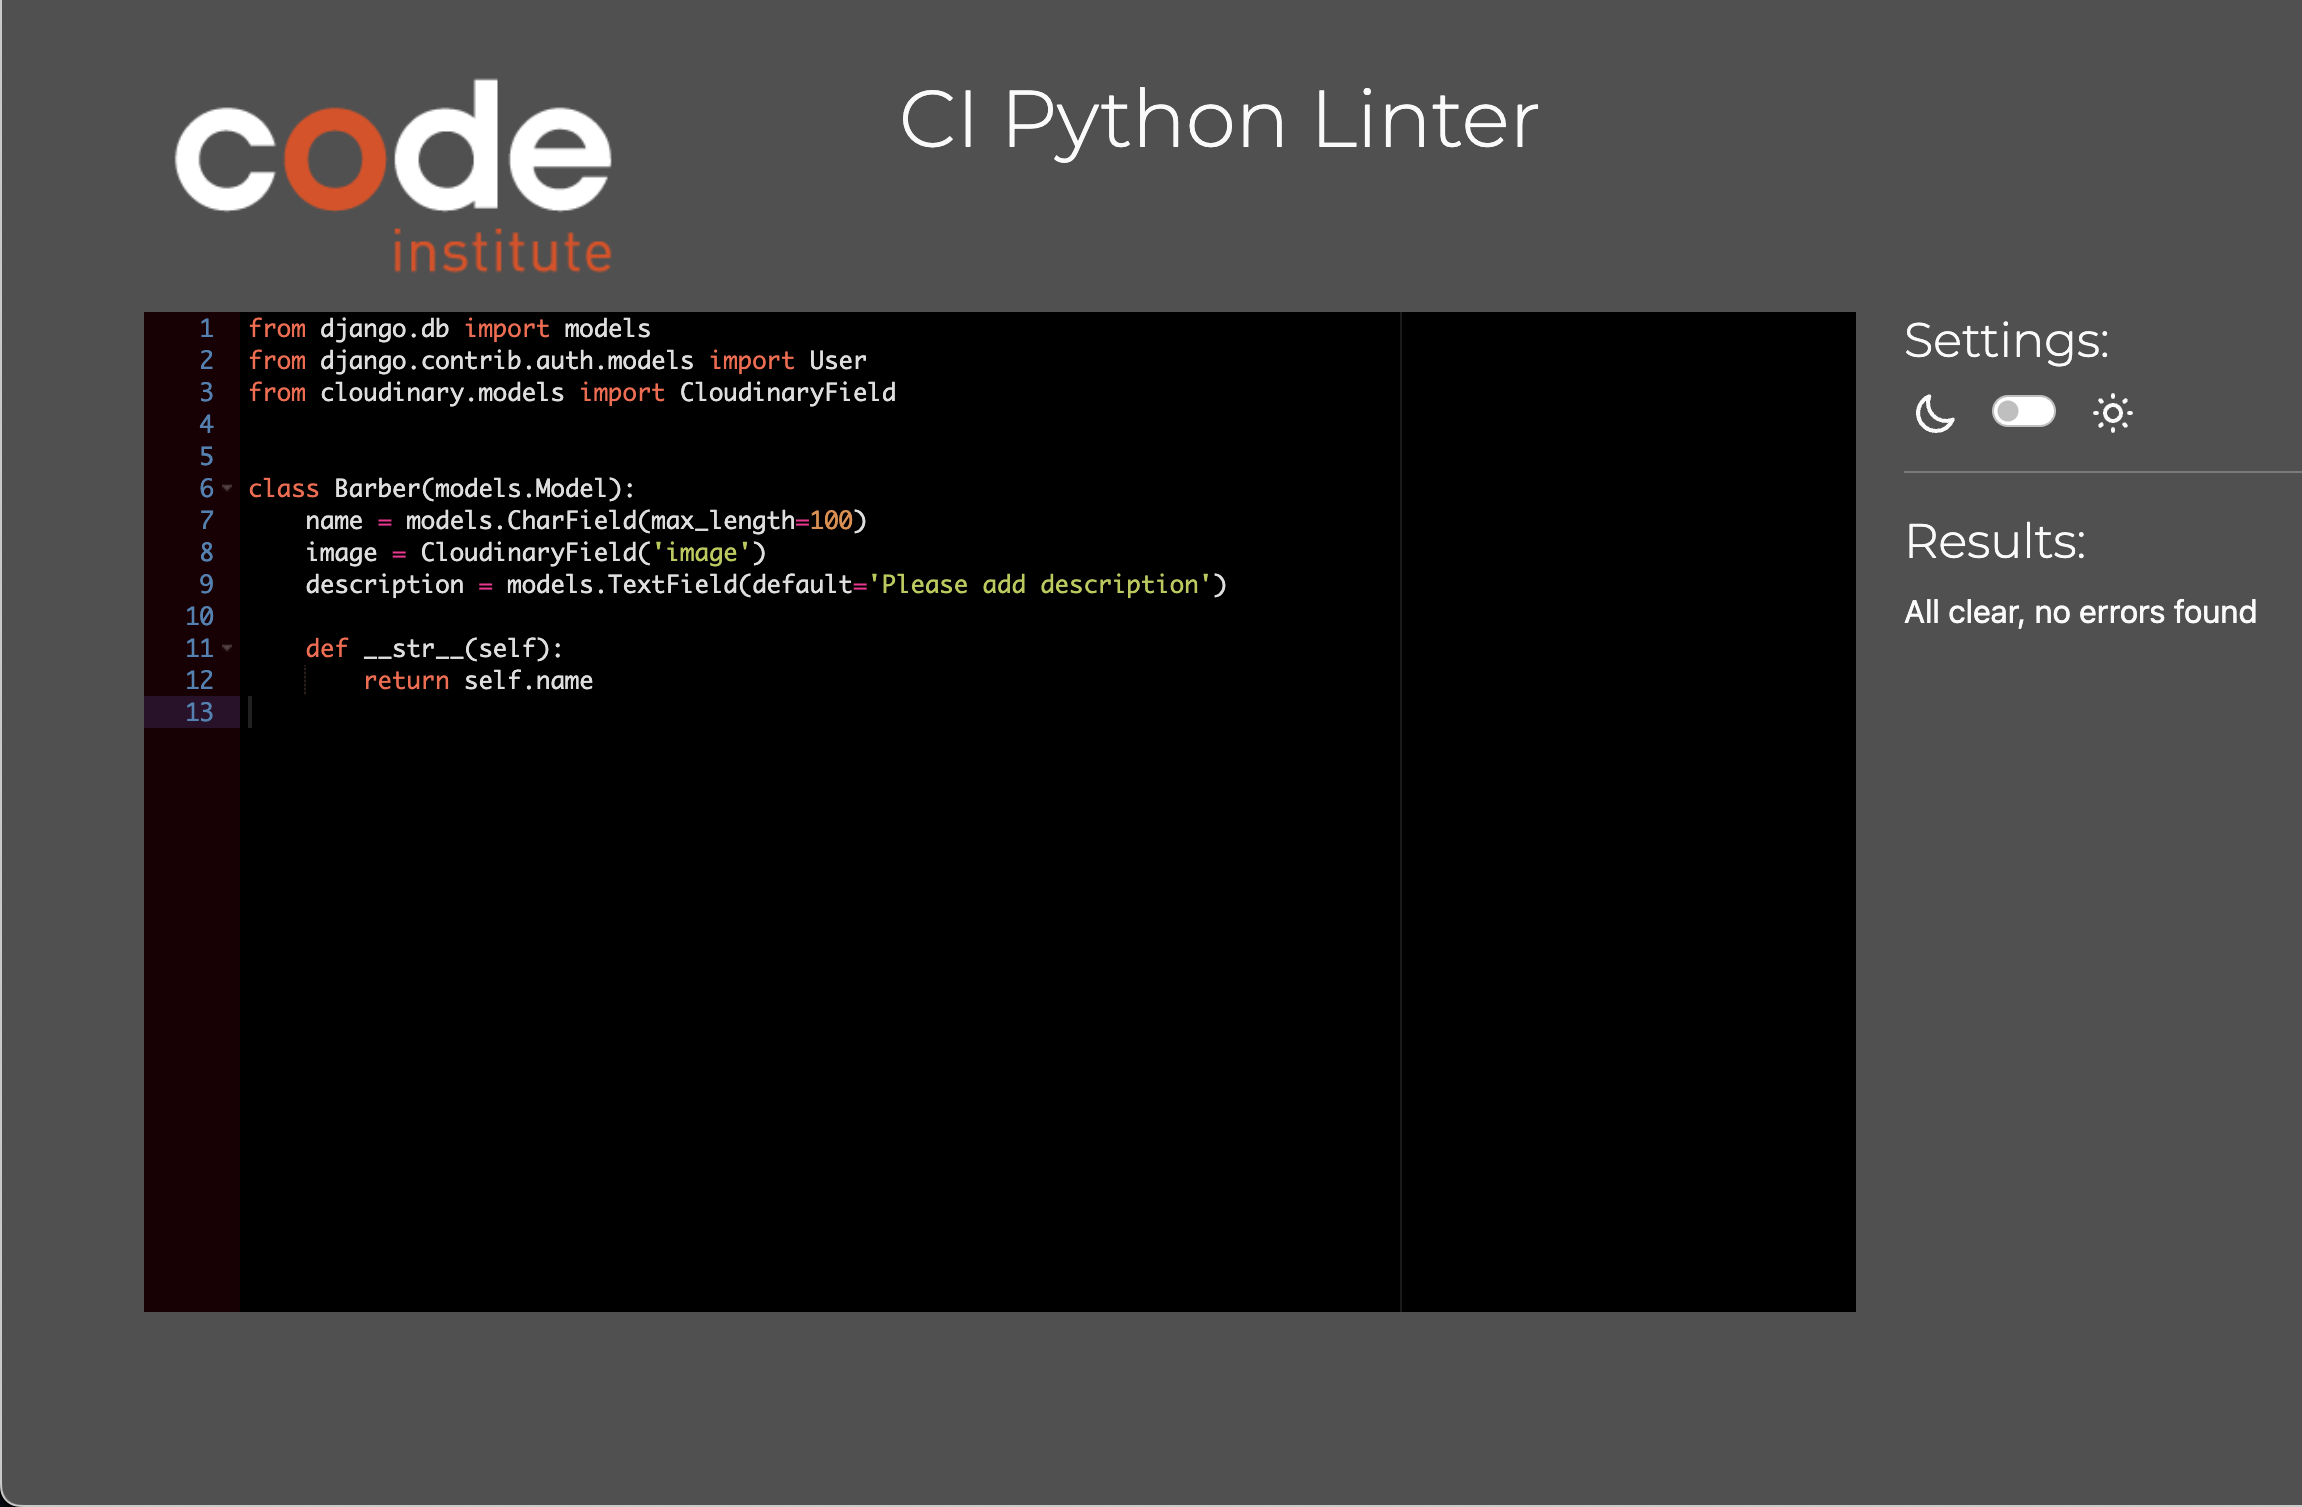 code
institute
CI Python Linter
1 from django.db import models
2 from django.contrib.auth.models import User
3 from cloudinary.models import CloudinaryField
4
5
6 class Barber(models.Model):
7     name = models.CharField(max_length=100)
8     image = CloudinaryField('image')
9     description = models.TextField(default='Please add description')
10
11     def __str__(self):
12         return self.name
13
Settings:
Results:
All clear, no errors found